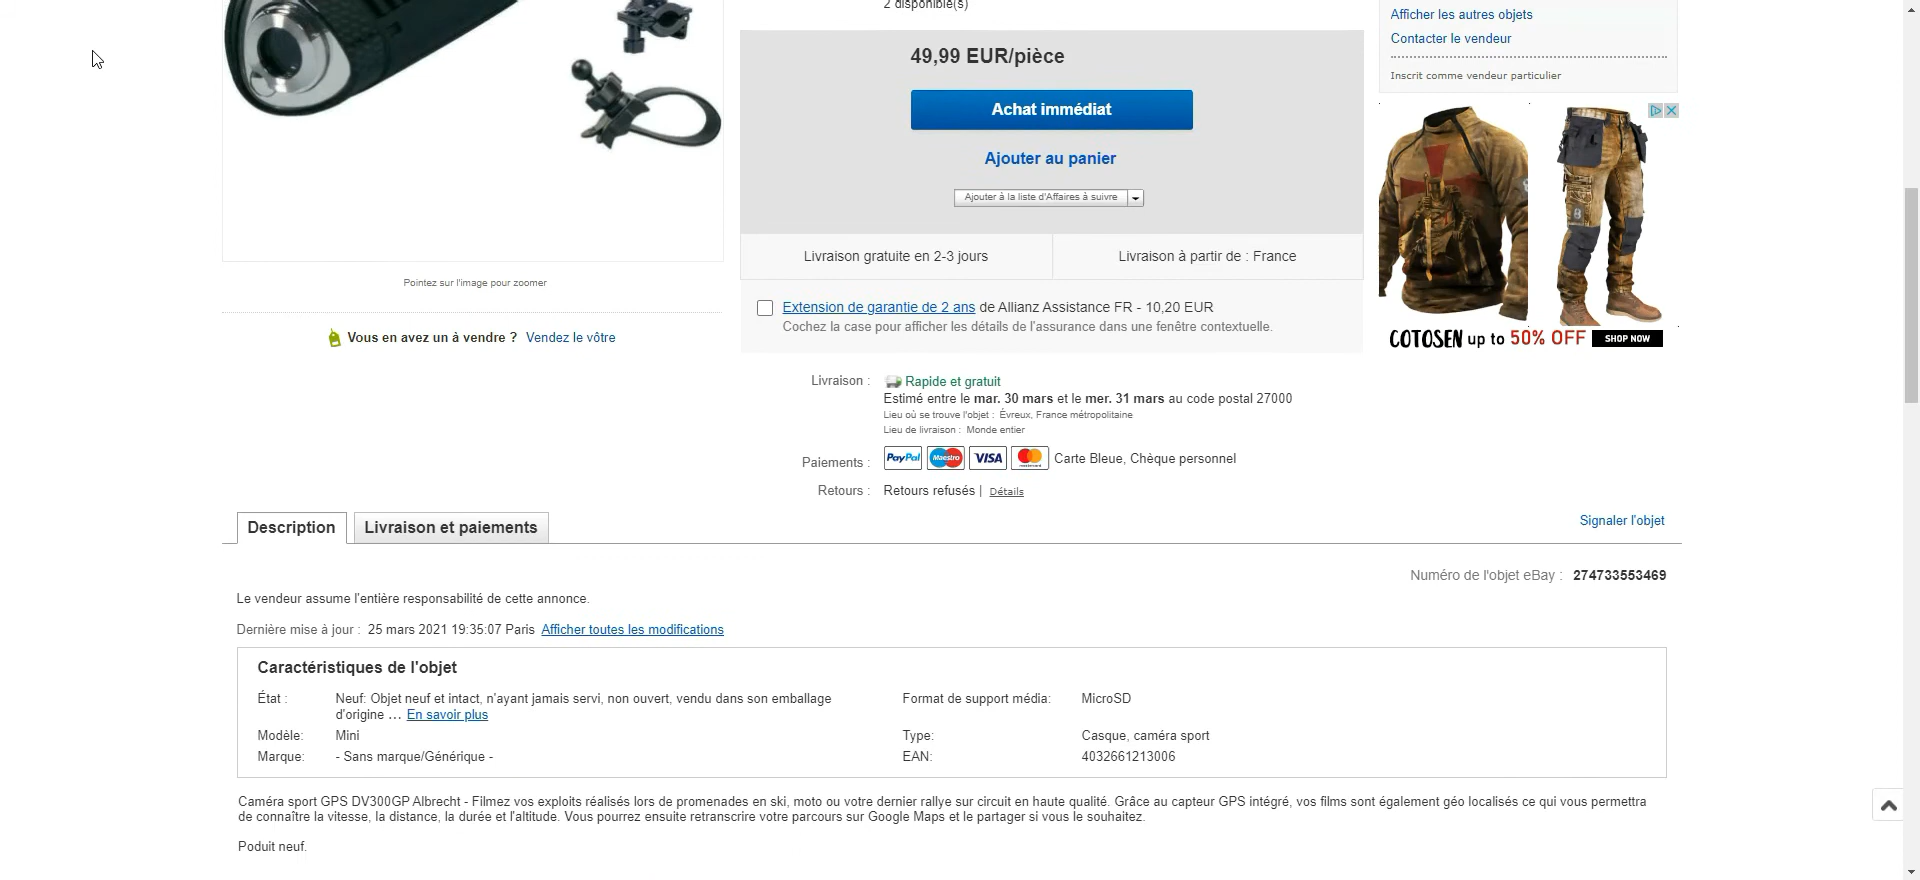 2 disponible(s)
49,99 EUR/pièce
Achat immédiat
Ajouter au panier
Ajouter à la liste d'Affaires à suivre
Livraison gratuite en 2-3 jours
Livraison à partir de : France
Extension de garantie de 2 ans de Allianz Assistance FR - 10,20 EUR
Cochez la case pour afficher les détails de l'assurance dans une fenêtre contextuelle.
Afficher les autres objets
Contacter le vendeur
Inscrit comme vendeur particulier
COTOSEN up to 50% OFF SHOP NOW
Pointez sur l'image pour zoomer
Vous en avez un à vendre ? Vendez le vôtre
Livraison : Rapide et gratuit
Estimé entre le mar. 30 mars et le mer. 31 mars au code postal 27000
Lieu où se trouve l'objet : Évreux, France métropolitaine
Lieu de livraison : Monde entier
Paiements : PayPal Maestro VISA mastercard Carte Bleue, Chèque personnel
Retours : Retours refusés | Détails
Description
Livraison et paiements
Signaler l'objet
Numéro de l'objet eBay : 274733553469
Le vendeur assume l'entière responsabilité de cette annonce.
Dernière mise à jour : 25 mars 2021 19:35:07 Paris Afficher toutes les modifications
Caractéristiques de l'objet
État : Neuf: Objet neuf et intact, n'ayant jamais servi, non ouvert, vendu dans son emballage
d'origine ... En savoir plus
Format de support média: MicroSD
Modèle: Mini
Type: Casque, caméra sport
Marque: - Sans marque/Générique -
EAN: 4032661213006
Caméra sport GPS DV300GP Albrecht - Filmez vos exploits réalisés lors de promenades en ski, moto ou votre dernier rallye sur circuit en haute qualité. Grâce au capteur GPS intégré, vos films sont également géo localisés ce qui vous permettra
de connaître la vitesse, la distance, la durée et l'altitude. Vous pourrez ensuite retranscrire votre parcours sur Google Maps et le partager si vous le souhaitez.
Poduit neuf.